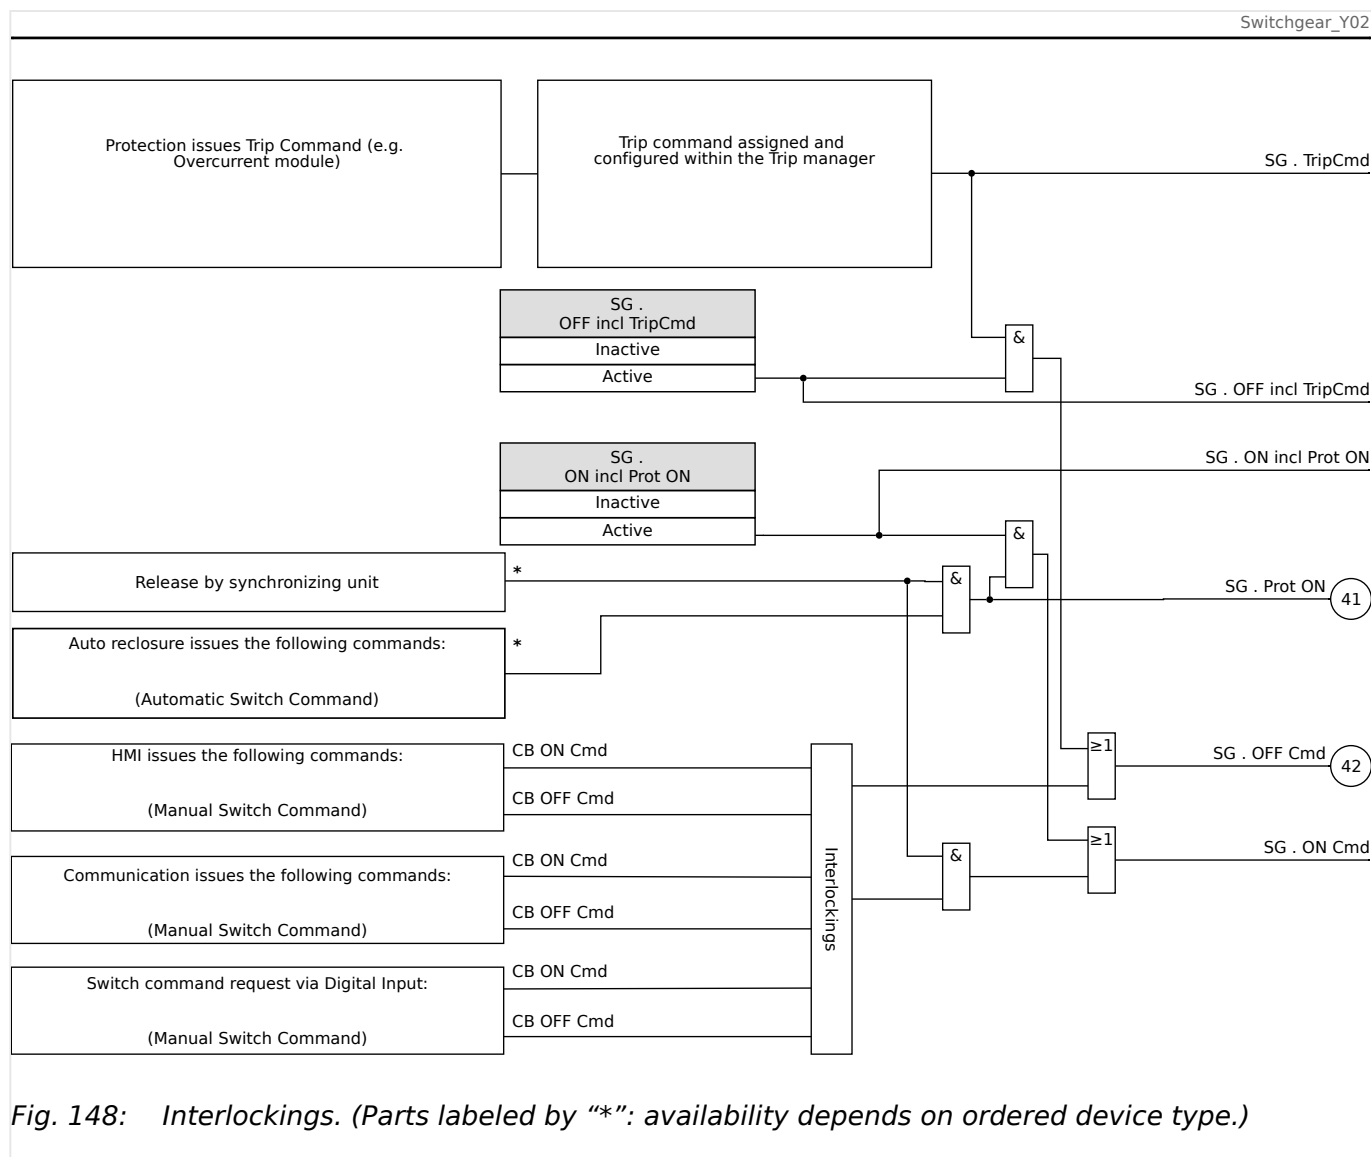 Switchgear_Y02
Protection issues Trip Command (e.g.
Overcurrent module)
Trip command assigned and
configured within the Trip manager
SG . TripCmd
SG .
OFF incl TripCmd
Inactive
Active
&
SG . OFF incl TripCmd
SG .
ON incl Prot ON
Inactive
Active
SG . ON incl Prot ON
&
Release by synchronizing unit
*
&
SG . Prot ON
41
Auto reclosure issues the following commands:
*
(Automatic Switch Command)
HMI issues the following commands:
(Manual Switch Command)
CB ON Cmd
CB OFF Cmd
≥1
SG . OFF Cmd
42
Communication issues the following commands:
(Manual Switch Command)
CB ON Cmd
CB OFF Cmd
Interlockings
&
≥1
SG . ON Cmd
Switch command request via Digital Input:
(Manual Switch Command)
CB ON Cmd
CB OFF Cmd
Fig. 148: Interlockings. (Parts labeled by “*”: availability depends on ordered device type.)